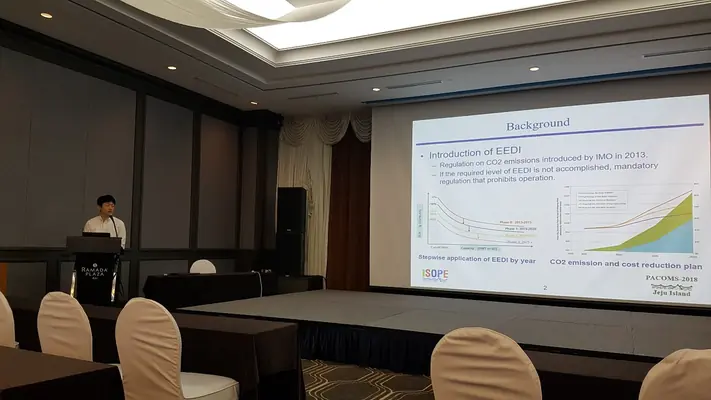 Background
• Introduction of EEDI
– Regulation on CO2 emissions introduced by IMO in 2013.
– If the required level of EEDI is not accomplished, mandatory
regulation that prohibits operation.
Stepwise application of EEDI by year
CO2 emission and cost reduction plan
ISOPE
2
PACOMS-2018
Jeju Island
RAMADA
PLAZA